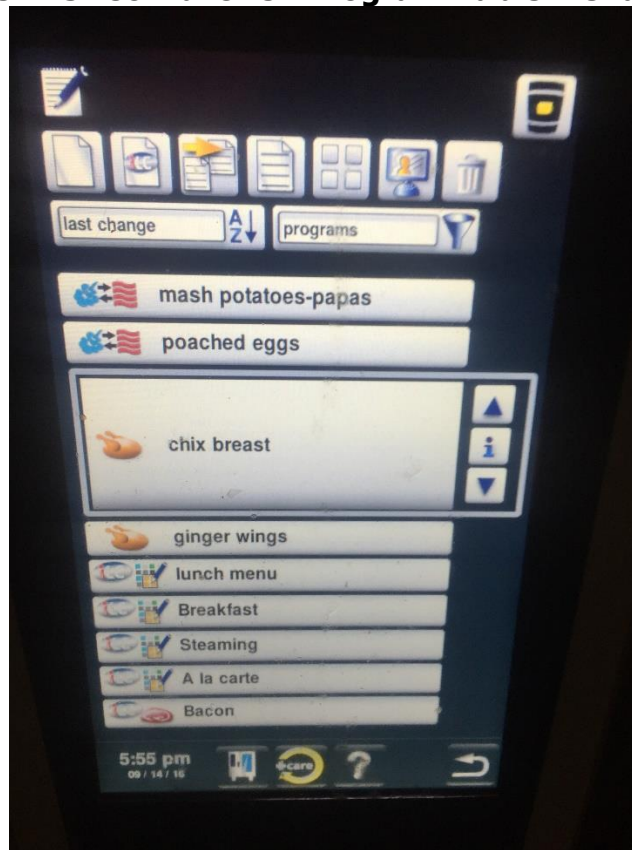 last change
A
Z
programs
mash potatoes-papas
poached eggs
chix breast
i
ginger wings
lunch menu
Breakfast
Steaming
A la carte
Bacon
5:55 pm
09 / 14 / 16
care
?